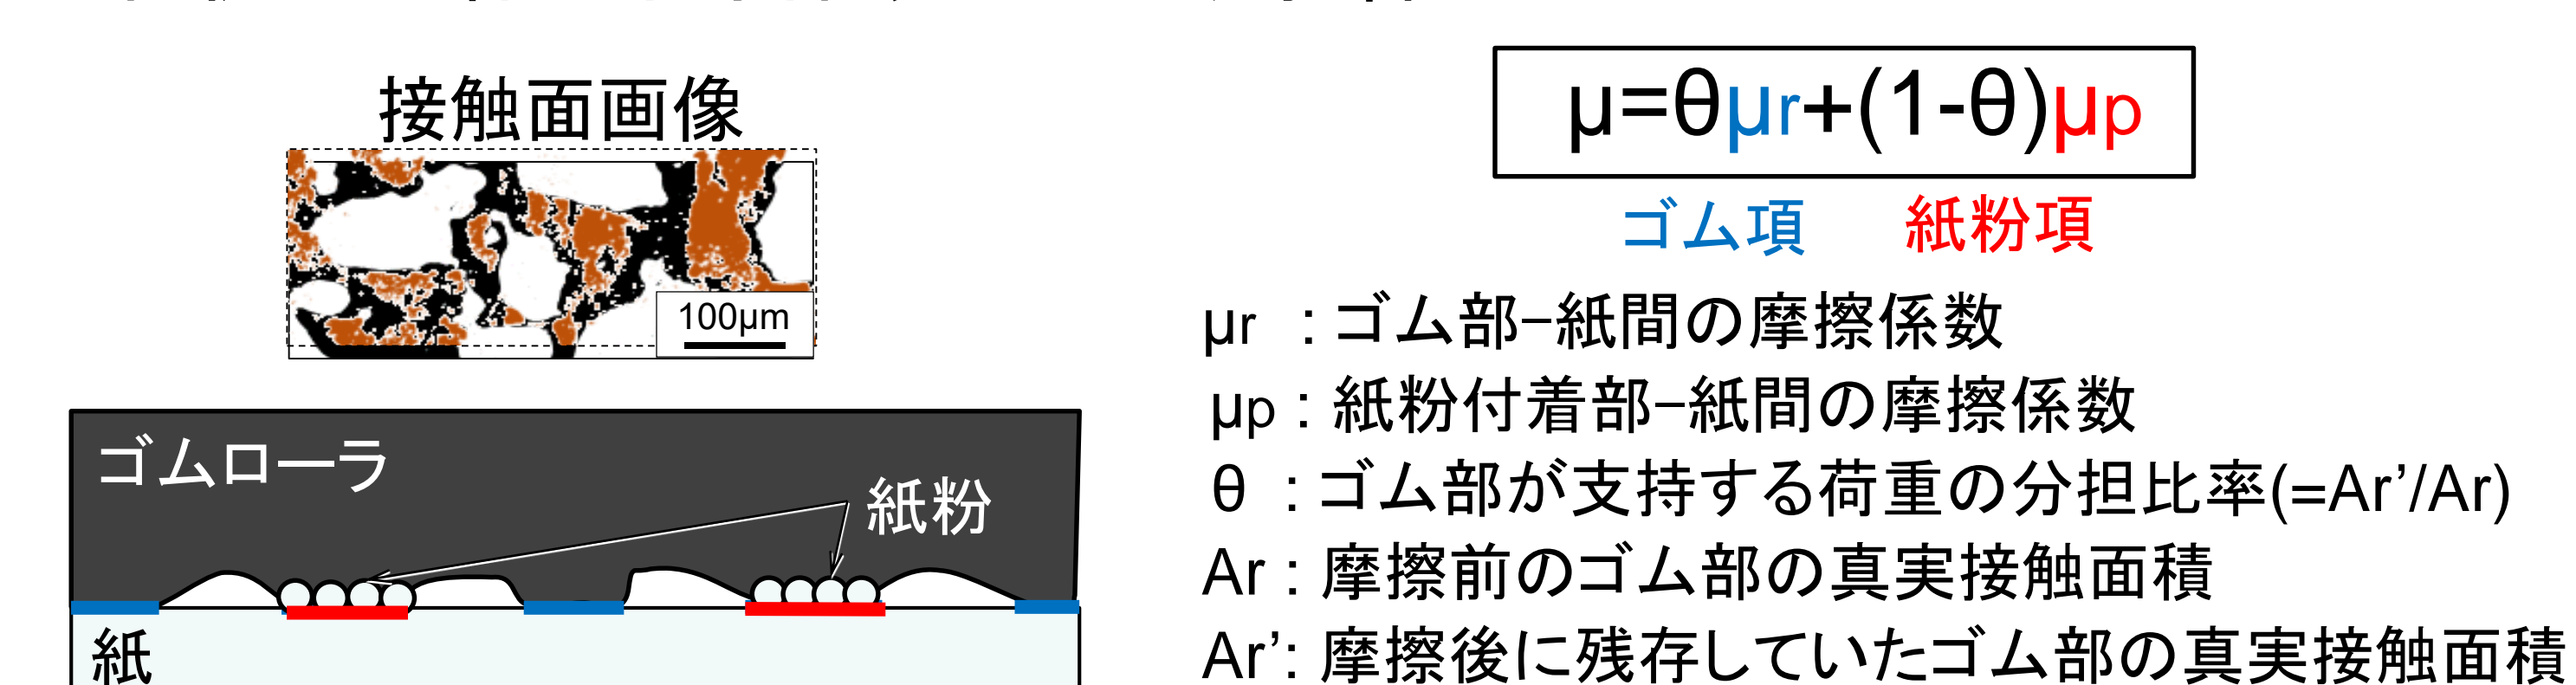 接触面画像
100μm
ゴムローラ
紙粉
紙
μ=θμr+(1-θ)μp
ゴム項 紙粉項
μr : ゴム部−紙間の摩擦係数
μp : 紙粉付着部−紙間の摩擦係数
θ : ゴム部が支持する荷重の分担比率(=Ar’/Ar)
Ar : 摩擦前のゴム部の真実接触面積
Ar’: 摩擦後に残存していたゴム部の真実接触面積